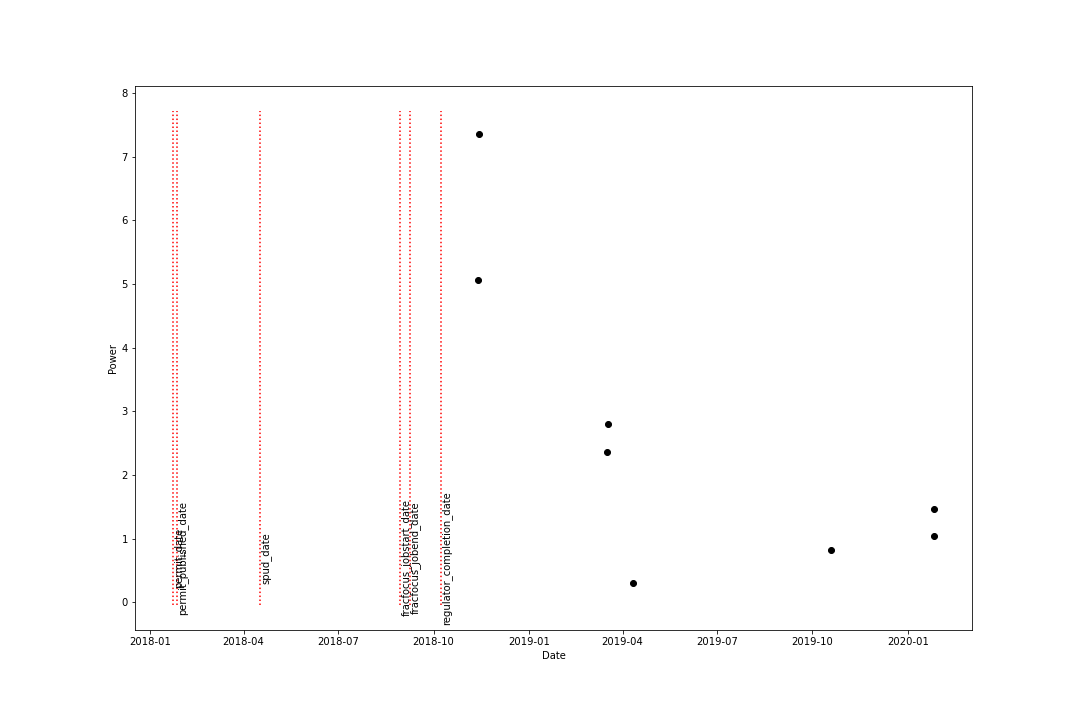 8
7
6
5
4
3
2
1
0
Power
permit_date
permit_published_date
spud_date
fracfocus_jobstart_date
fracfocus_jobend_date
regulator_completion_date
2018-01 2018-04 2018-07 2018-10 2019-01 2019-04 2019-07 2019-10 2020-01
Date